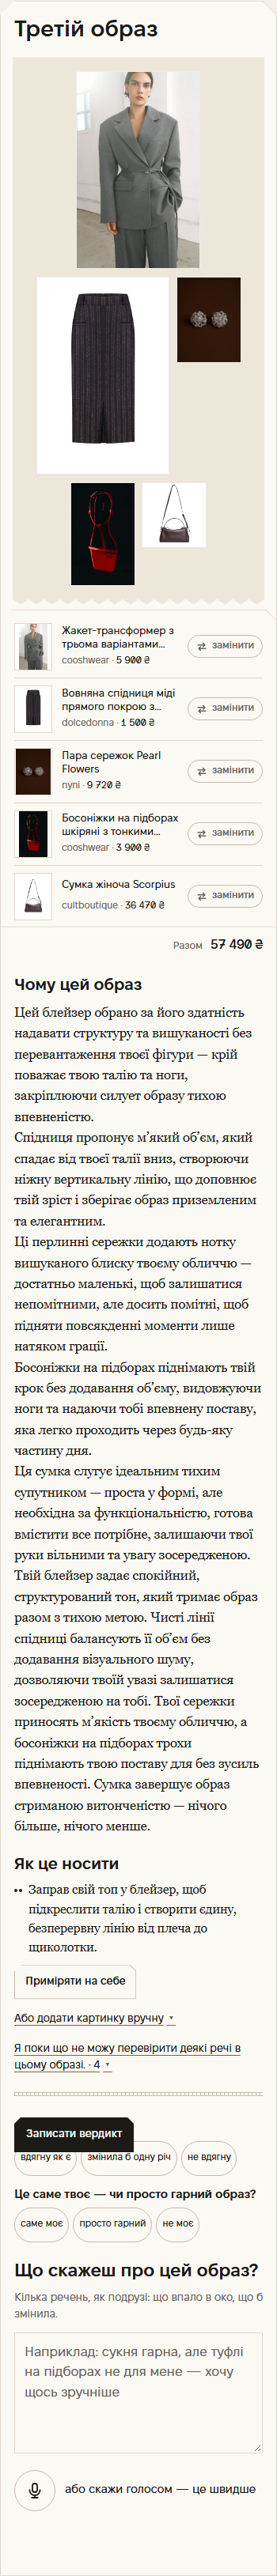 Третій образ
Жакет-трансформер з
трьома варіантами...
cooshwear · 5 900 ₴
замінити
Вовняна спідниця міді
прямого покрою з...
dolcedonna · 1 500 ₴
замінити
Пара сережок Pearl
Flowers
nyni · 9 720 ₴
замінити
Босоніжки на підборах
шкіряні з тонкими...
cooshwear · 3 900 ₴
замінити
Сумка жіноча Scorpius
cultboutique · 36 470 ₴
замінити
Разом 57 490 ₴
Чому цей образ
Цей блейзер обрано за його здатність
надавати структуру та вишуканості без
перевантаження твоєї фігури — крій
поважає твою талію та ноги,
закріплюючи силует образу тихою
впевненістю.
Спідниця пропонує м’який об’єм, який
спадає від твоєї талії вниз, створюючи
ніжну вертикальну лінію, що доповнює
твій зріст і зберігає образ приземленим
та елегантним.
Ці перлинні сережки додають нотку
вишуканого блиску твоєму обличчю —
достатньо маленькі, щоб залишатися
непомітними, але досить помітні, щоб
підняти повсякденні моменти лише
натяком грації.
Босоніжки на підборах піднімають твій
крок без додавання об’єму, видовжуючи
ноги та надаючи тобі впевнену поставу,
яка легко проходить через будь-яку
частину дня.
Ця сумка слугує ідеальним тихим
супутником — проста у формі, але
необхідна за функціональністю, готова
вмістити все потрібне, залишаючи твої
руки вільними та увагу зосередженою.
Твій блейзер задає спокійний,
структурований тон, який тримає образ
разом з тихою метою. Чисті лінії
спідниці балансують її об’єм без
додавання візуального шуму,
дозволяючи твоїй увазі залишатися
зосередженою на тобі. Твої сережки
приносять м’якість твоєму обличчю, а
босоніжки на підборах
піднімають твою поставу для без зусиль
впевненості. Сумка завершує образ
стриманою витонченістю — нічого
більше, нічого менше.
Як це носити
Заправ свій топ у блейзер, щоб
підкреслити талію і створити єдину,
безперервну лінію від плеча до
щиколотки.
Приміряти на себе
Або додати картинку вручну
Я поки що не можу перевірити деякі речі в
цьому образі. · 4
Записати вердикт
вдягну як є змінила б одну річ не вдягну
Це саме твоє — чи просто гарний образ?
саме моє просто гарний не моє
Що скажеш про цей образ?
Кілька речень, як подрузі: що впало в око, що б
змінила.
Наприклад: сукня гарна, але туфлі
на підборах не для мене — хочу
щось зручніше
або скажи голосом — це швидше